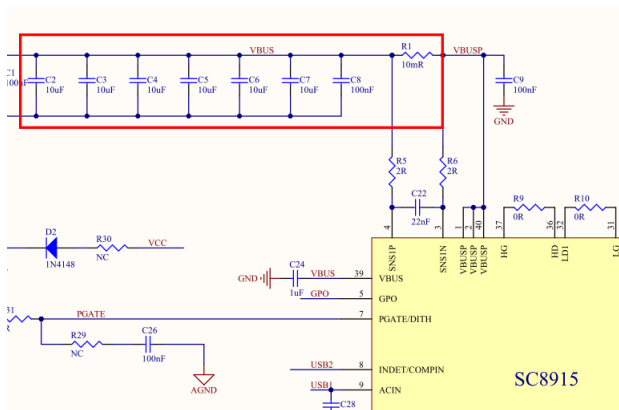 VBUS
R1
VBUSP
10mR
C1
100nF
C2
10uF
C3
10uF
C4
10uF
C5
10uF
C6
10uF
C7
10uF
C8
100nF
C9
100nF
GND
R5
2R
R6
2R
C22
22nF
R9
0R
R10
0R
4
3
1
2
40
37
36
32
31
SNS1P
SNS1N
VBUSP
VBUSP
VBUSP
HG
HD
LD1
LG
D2
1N4148
R30
NC
VCC
GND
C24
1uF
VBUS
39
VBUS
GPO
5
GPO
PGATE
7
PGATE/DITH
R29
NC
C26
100nF
AGND
USB2
8
INDET/COMPIN
USB1
9
ACIN
C28
SC8915